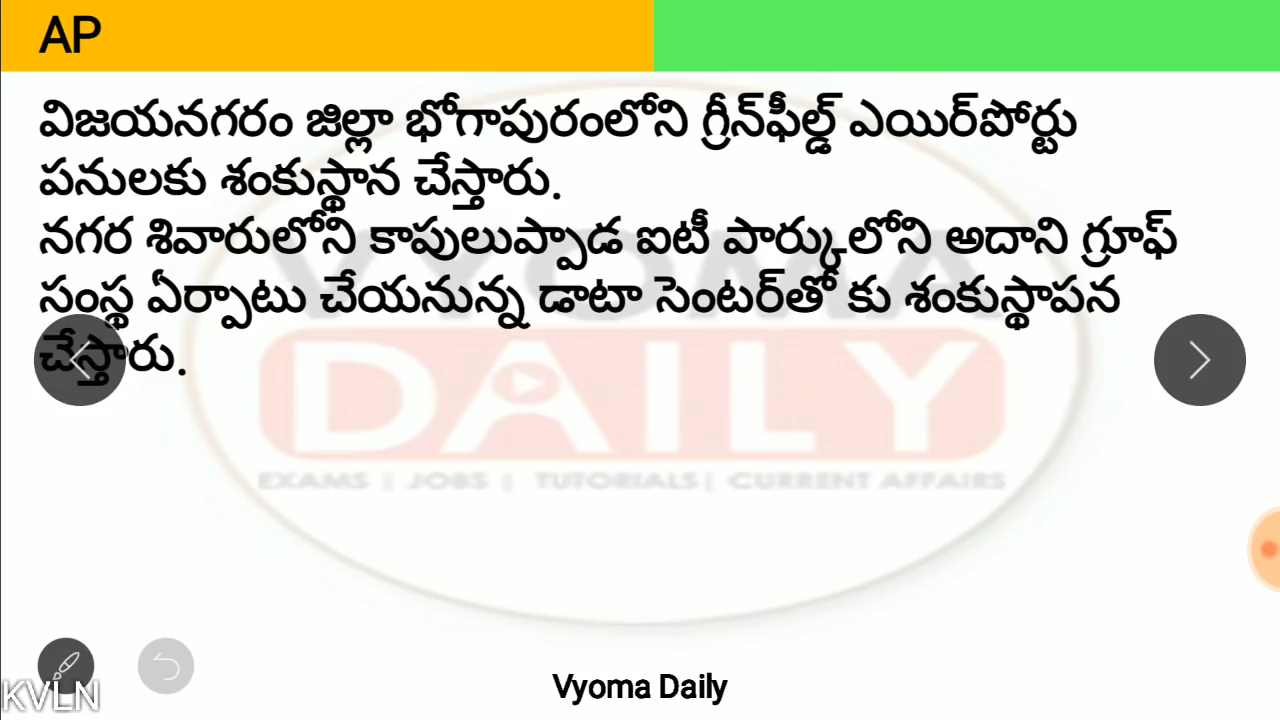 AP
విజయనగరం జిల్లా భోగాపురంలోని గ్రీన్‌ఫీల్డ్ ఎయిర్‌పోర్టు
పనులకు శంకుస్థాన చేస్తారు.
నగర శివారులోని కాపులుప్పాడ ఐటీ పార్కులోని అదాని గ్రూఫ్
సంస్థ ఏర్పాటు చేయనున్న డాటా సెంటర్‌తో కు శంకుస్థాపన
చేస్తారు.
VYOMA
DAILY
EXAMS | JOBS | TUTORIALS | CURRENT AFFAIRS
Vyoma Daily
KVLN